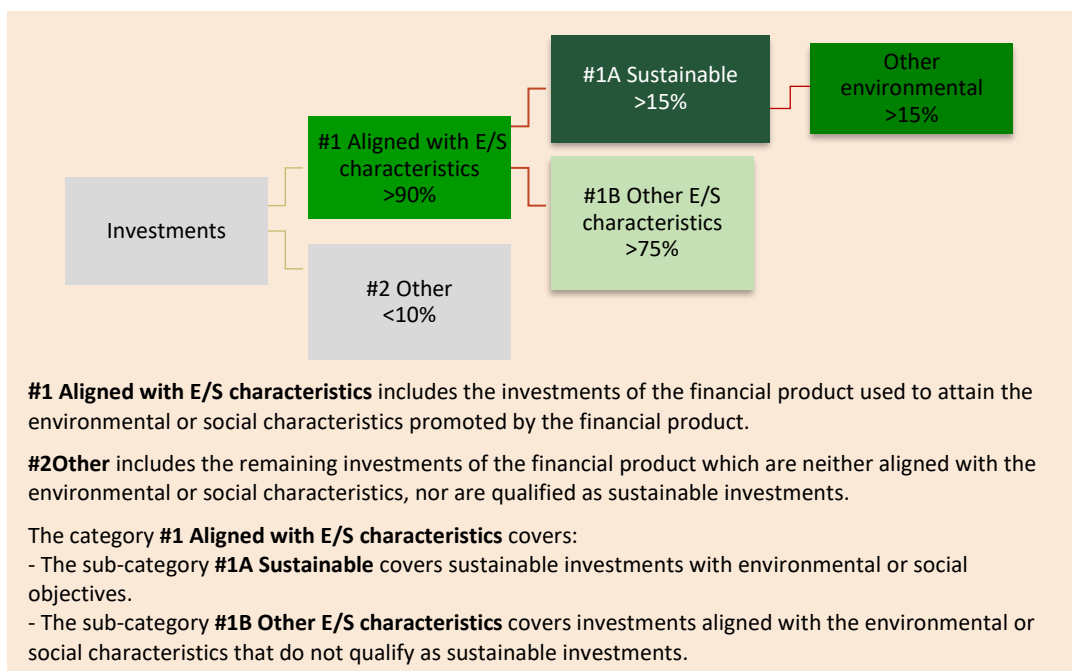 Investments
#1 Aligned with E/S
characteristics
>90%
#2 Other
<10%
#1A Sustainable
>15%
#1B Other E/S
characteristics
>75%
Other
environmental
>15%
#1 Aligned with E/S characteristics includes the investments of the financial product used to attain the
environmental or social characteristics promoted by the financial product.
#2Other includes the remaining investments of the financial product which are neither aligned with the
environmental or social characteristics, nor are qualified as sustainable investments.
The category #1 Aligned with E/S characteristics covers:
- The sub-category #1A Sustainable covers sustainable investments with environmental or social
objectives.
- The sub-category #1B Other E/S characteristics covers investments aligned with the environmental or
social characteristics that do not qualify as sustainable investments.